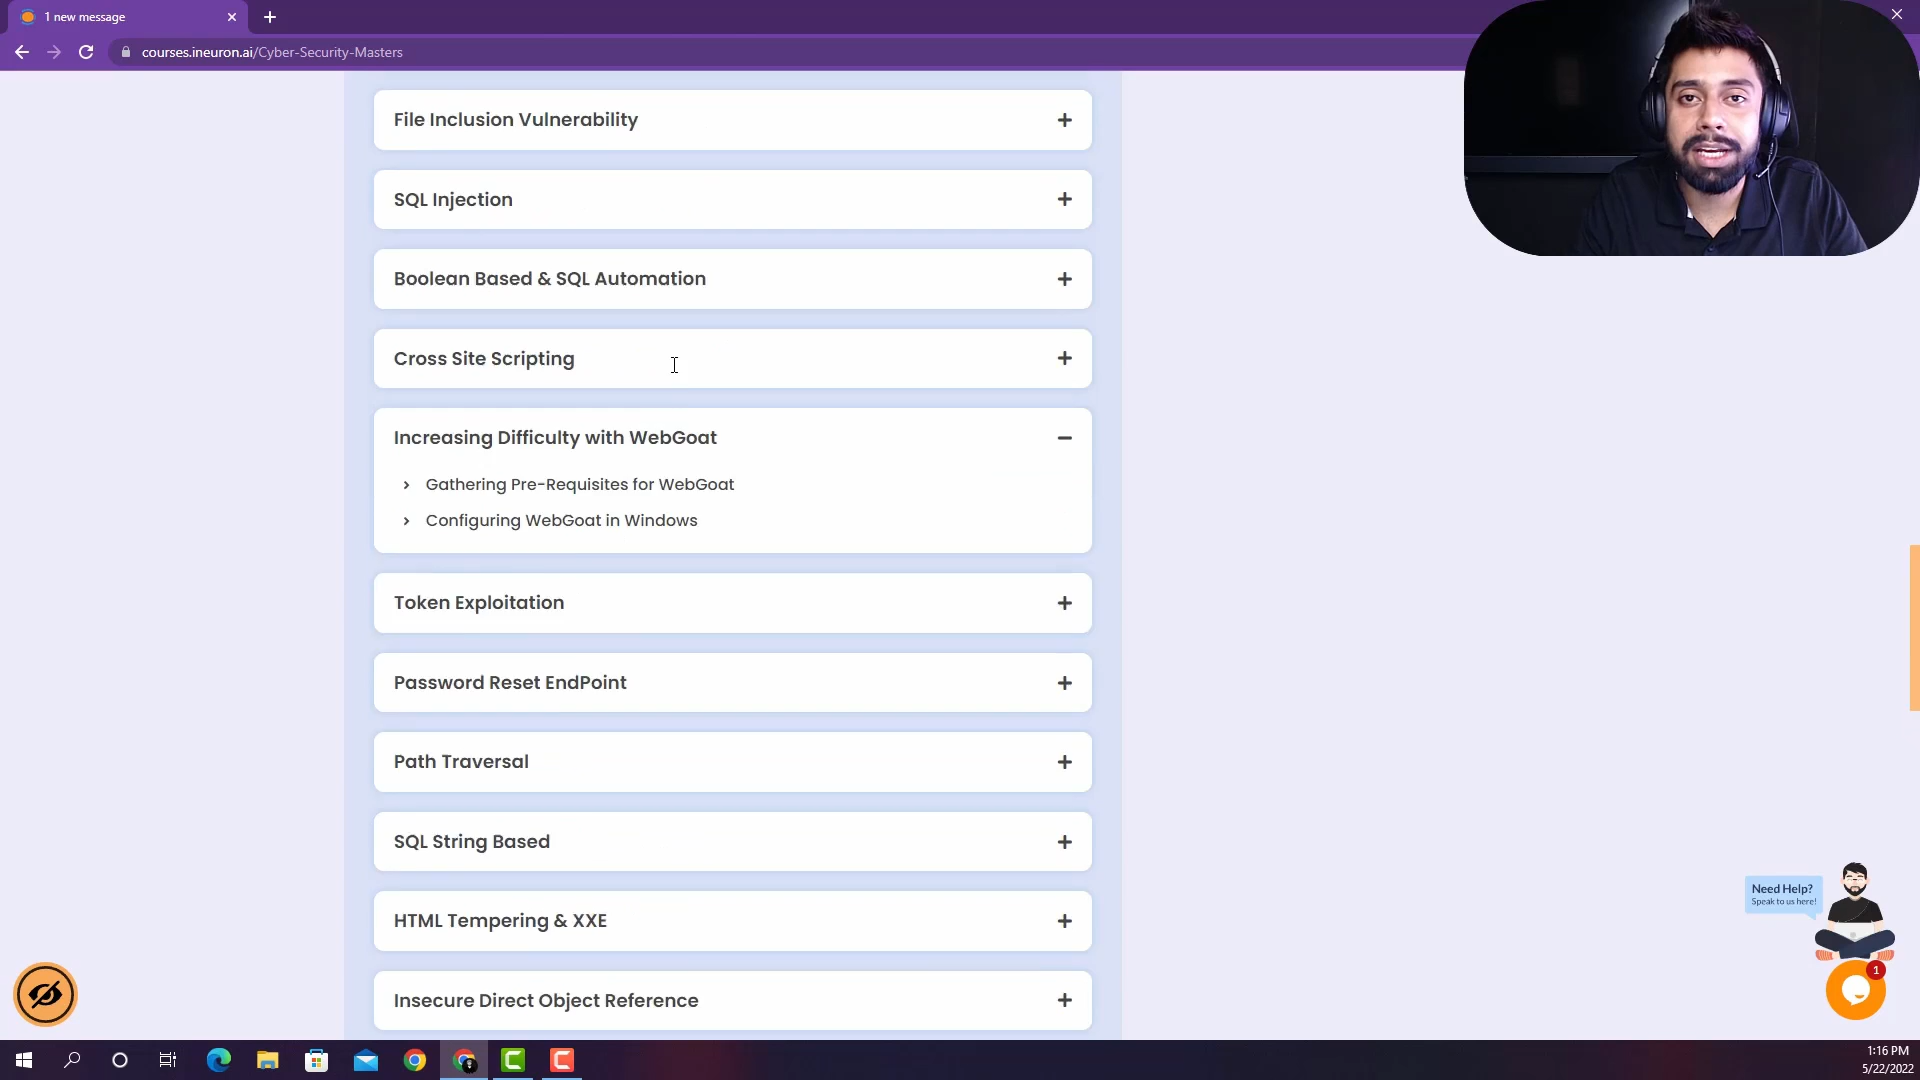 1 new message
courses.ineuron.ai/Cyber-Security-Masters
File Inclusion Vulnerability
SQL Injection
Boolean Based & SQL Automation
Cross Site Scripting
Increasing Difficulty with WebGoat
Gathering Pre-Requisites for WebGoat
Configuring WebGoat in Windows
Token Exploitation
Password Reset EndPoint
Path Traversal
SQL String Based
HTML Tempering & XXE
Insecure Direct Object Reference
Need Help?
Speak to us here!
1
1:16 PM
5/22/2022